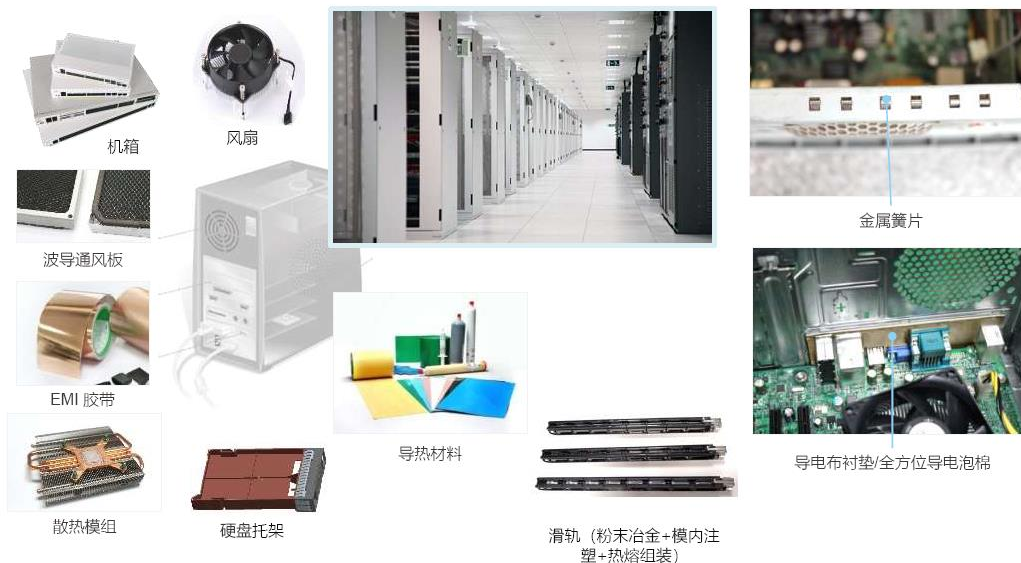 机箱
风扇
金属簧片
波导通风板
EMI 胶带
导热材料
导电布衬垫/全方位导电泡棉
散热模组
硬盘托架
滑轨（粉末冶金+模内注
塑+热熔组装）